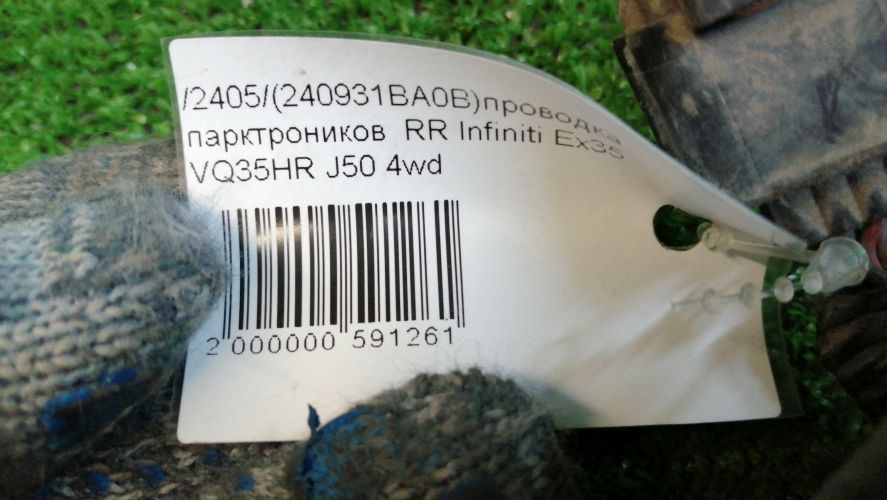 /2405/(240931BA0B)проводка
парктроников RR Infiniti Ex35
VQ35HR J50 4wd
2 000000 591261